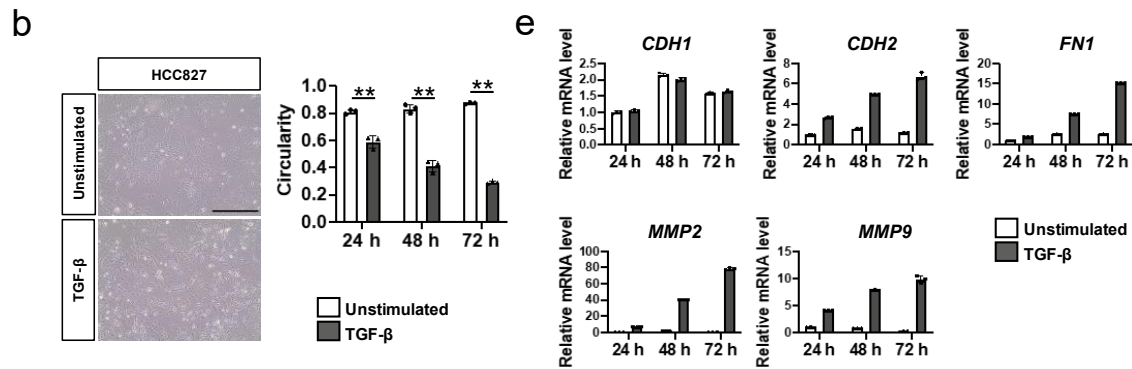 b
HCC827
Unstimulated
TGF-β
Circularity
1.0
0.8
0.6
0.4
0.2
0.0
** ** **
24 h 48 h 72 h
Unstimulated
TGF-β
e
CDH1
Relative mRNA level
2.5
2.0
1.5
1.0
0.5
0.0
24 h 48 h 72 h
CDH2
Relative mRNA level
8
6
4
2
0
24 h 48 h 72 h
FN1
Relative mRNA level
20
15
10
5
0
24 h 48 h 72 h
MMP2
Relative mRNA level
100
80
60
40
20
0
24 h 48 h 72 h
MMP9
Relative mRNA level
15
10
5
0
24 h 48 h 72 h
Unstimulated
TGF-β